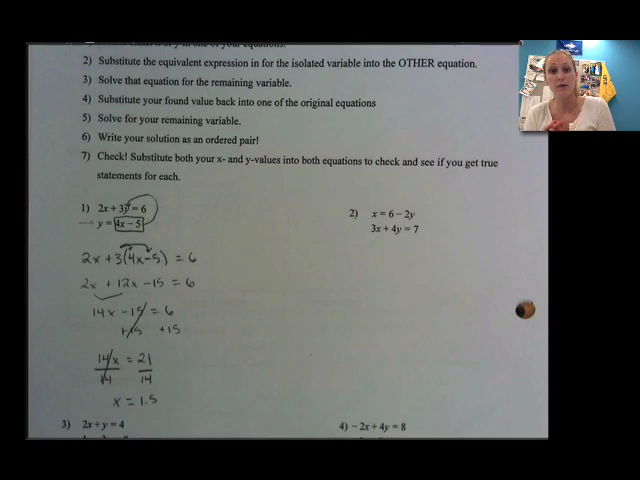 2) Substitute the equivalent expression in for the isolated variable into the OTHER equation.
3) Solve that equation for the remaining variable.
4) Substitute your found value back into one of the original equations
5) Solve for your remaining variable.
6) Write your solution as an ordered pair!
7) Check! Substitute both your x- and y-values into both equations to check and see if you get true
statements for each.
1) 2x + 3y = 6
→ y = 4x – 5
2x + 3(4x – 5) = 6
2x + 12x – 15 = 6
14x – 15 = 6
+15 +15
14x = 21
14 14
x = 1.5
2) x = 6 – 2y
3x + 4y = 7
3) 2x + y = 4
4) – 2x + 4y = 8